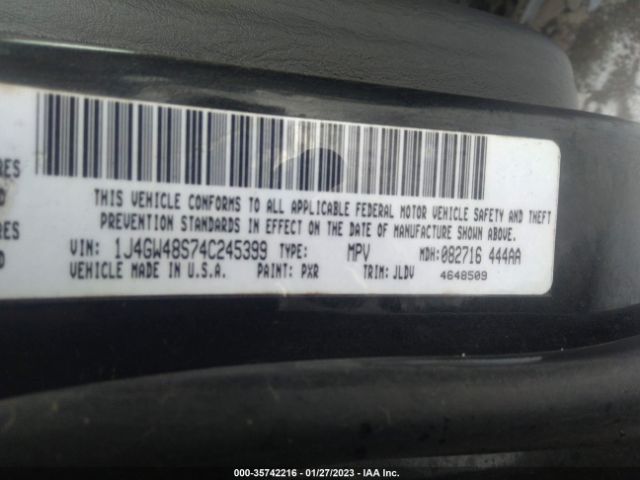 THIS VEHICLE CONFORMS TO ALL APPLICABLE FEDERAL MOTOR VEHICLE SAFETY AND THEFT
PREVENTION STANDARDS IN EFFECT ON THE DATE OF MANUFACTURE SHOWN ABOVE.
VIN: 1J4GW48S74C245399 TYPE: MPV MDH: 082716 444AA
VEHICLE MADE IN U.S.A. PAINT: PXR TRIM: JLDV 4648509
000-35742216 - 01/27/2023 - IAA Inc.